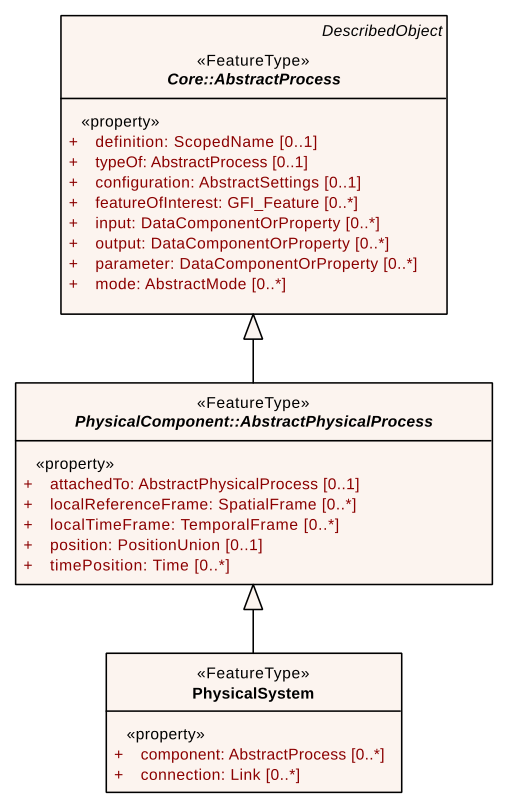 DescribedObject
«FeatureType»
Core::AbstractProcess
«property»
+ definition: ScopedName [0..1]
+ typeOf: AbstractProcess [0..1]
+ configuration: AbstractSettings [0..1]
+ featureOfInterest: GFI_Feature [0..*]
+ input: DataComponentOrProperty [0..*]
+ output: DataComponentOrProperty [0..*]
+ parameter: DataComponentOrProperty [0..*]
+ mode: AbstractMode [0..*]
«FeatureType»
PhysicalComponent::AbstractPhysicalProcess
«property»
+ attachedTo: AbstractPhysicalProcess [0..1]
+ localReferenceFrame: SpatialFrame [0..*]
+ localTimeFrame: TemporalFrame [0..*]
+ position: PositionUnion [0..1]
+ timePosition: Time [0..*]
«FeatureType»
PhysicalSystem
«property»
+ component: AbstractProcess [0..*]
+ connection: Link [0..*]